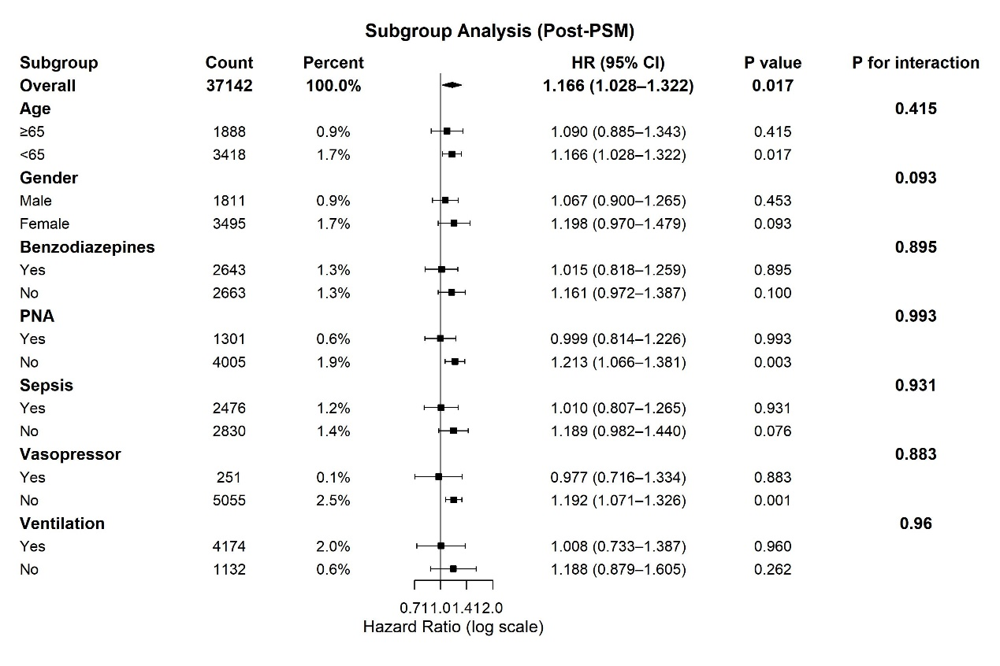 Subgroup Analysis (Post-PSM)
Subgroup Count Percent HR (95% CI) P value P for interaction
Overall 37142 100.0% 1.166 (1.028–1.322) 0.017
Age 0.415
≥65 1888 0.9% 1.090 (0.885–1.343) 0.415
<65 3418 1.7% 1.166 (1.028–1.322) 0.017
Gender 0.093
Male 1811 0.9% 1.067 (0.900–1.265) 0.453
Female 3495 1.7% 1.198 (0.970–1.479) 0.093
Benzodiazepines 0.895
Yes 2643 1.3% 1.015 (0.818–1.259) 0.895
No 2663 1.3% 1.161 (0.972–1.387) 0.100
PNA 0.993
Yes 1301 0.6% 0.999 (0.814–1.226) 0.993
No 4005 1.9% 1.213 (1.066–1.381) 0.003
Sepsis 0.931
Yes 2476 1.2% 1.010 (0.807–1.265) 0.931
No 2830 1.4% 1.189 (0.982–1.440) 0.076
Vasopressor 0.883
Yes 251 0.1% 0.977 (0.716–1.334) 0.883
No 5055 2.5% 1.192 (1.071–1.326) 0.001
Ventilation 0.96
Yes 4174 2.0% 1.008 (0.733–1.387) 0.960
No 1132 0.6% 1.188 (0.879–1.605) 0.262
0.71 1.0 1.41 2.0
Hazard Ratio (log scale)